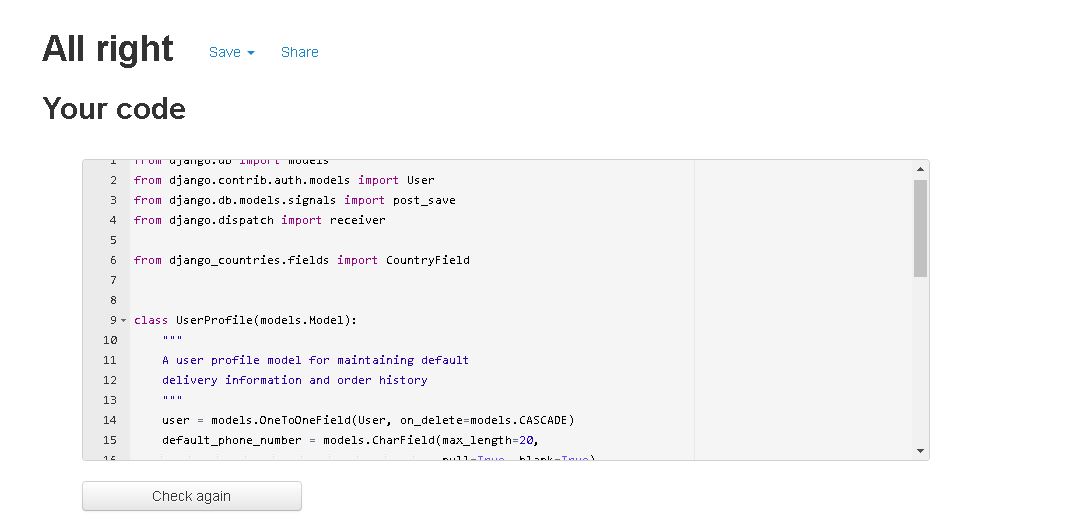 All right
Save
Share
Your code
1 from django.db import models
2 from django.contrib.auth.models import User
3 from django.db.models.signals import post_save
4 from django.dispatch import receiver
5
6 from django_countries.fields import CountryField
7
8
9 class UserProfile(models.Model):
10 """
11 A user profile model for maintaining default
12 delivery information and order history
13 """
14 user = models.OneToOneField(User, on_delete=models.CASCADE)
15 default_phone_number = models.CharField(max_length=20,
16 null=True, blank=True)
Check again